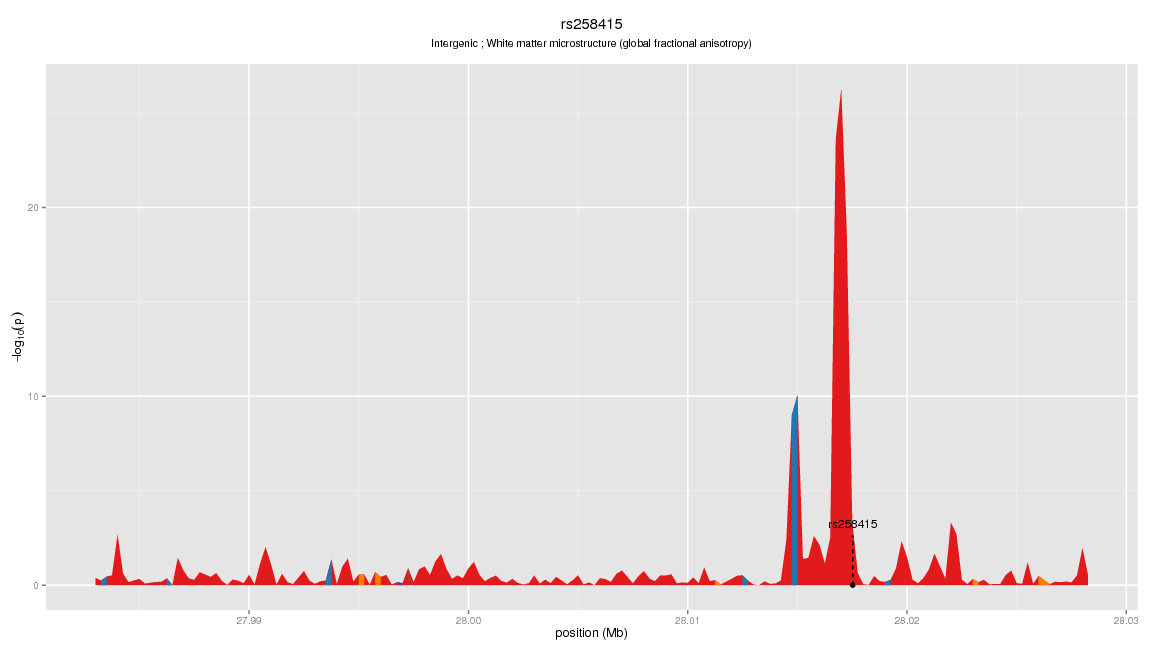 rs258415
Intergenic ; White matter microstructure (global fractional anisotropy)
−log10(p)
20
10
0
rs258415
27.99 28.00 28.01 28.02 28.03
position (Mb)